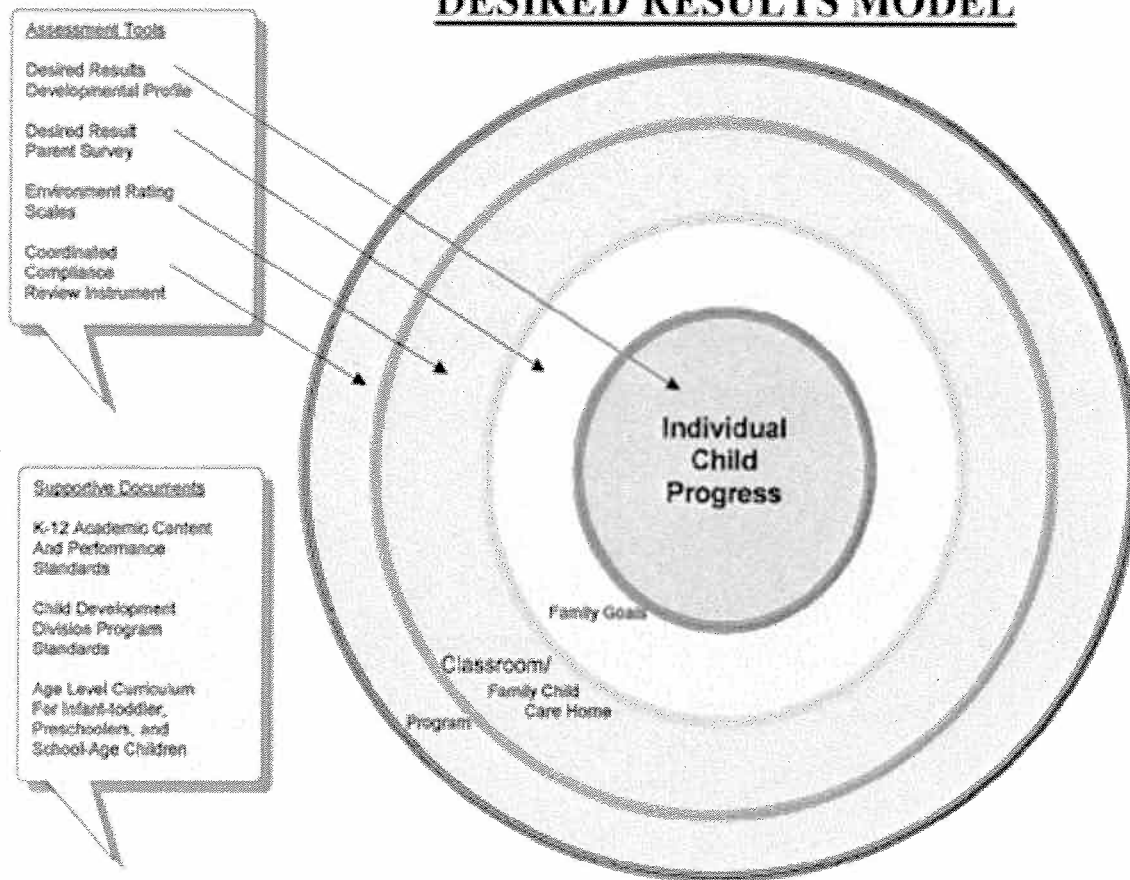 DESIRED RESULTS MODEL
Assessment Tools
Desired Results
Developmental Profile
Desired Result
Parent Survey
Environment Rating
Scales
Coordinated
Compliance
Review Instrument
Individual
Child
Progress
Family Goals
Classroom/
Family Child
Care Home
Program
Supportive Documents
K-12 Academic Content
And Performance
Standards
Child Development
Division Program
Standards
Age Level Curriculum
For Infant-toddler,
Preschoolers, and
School-Age Children